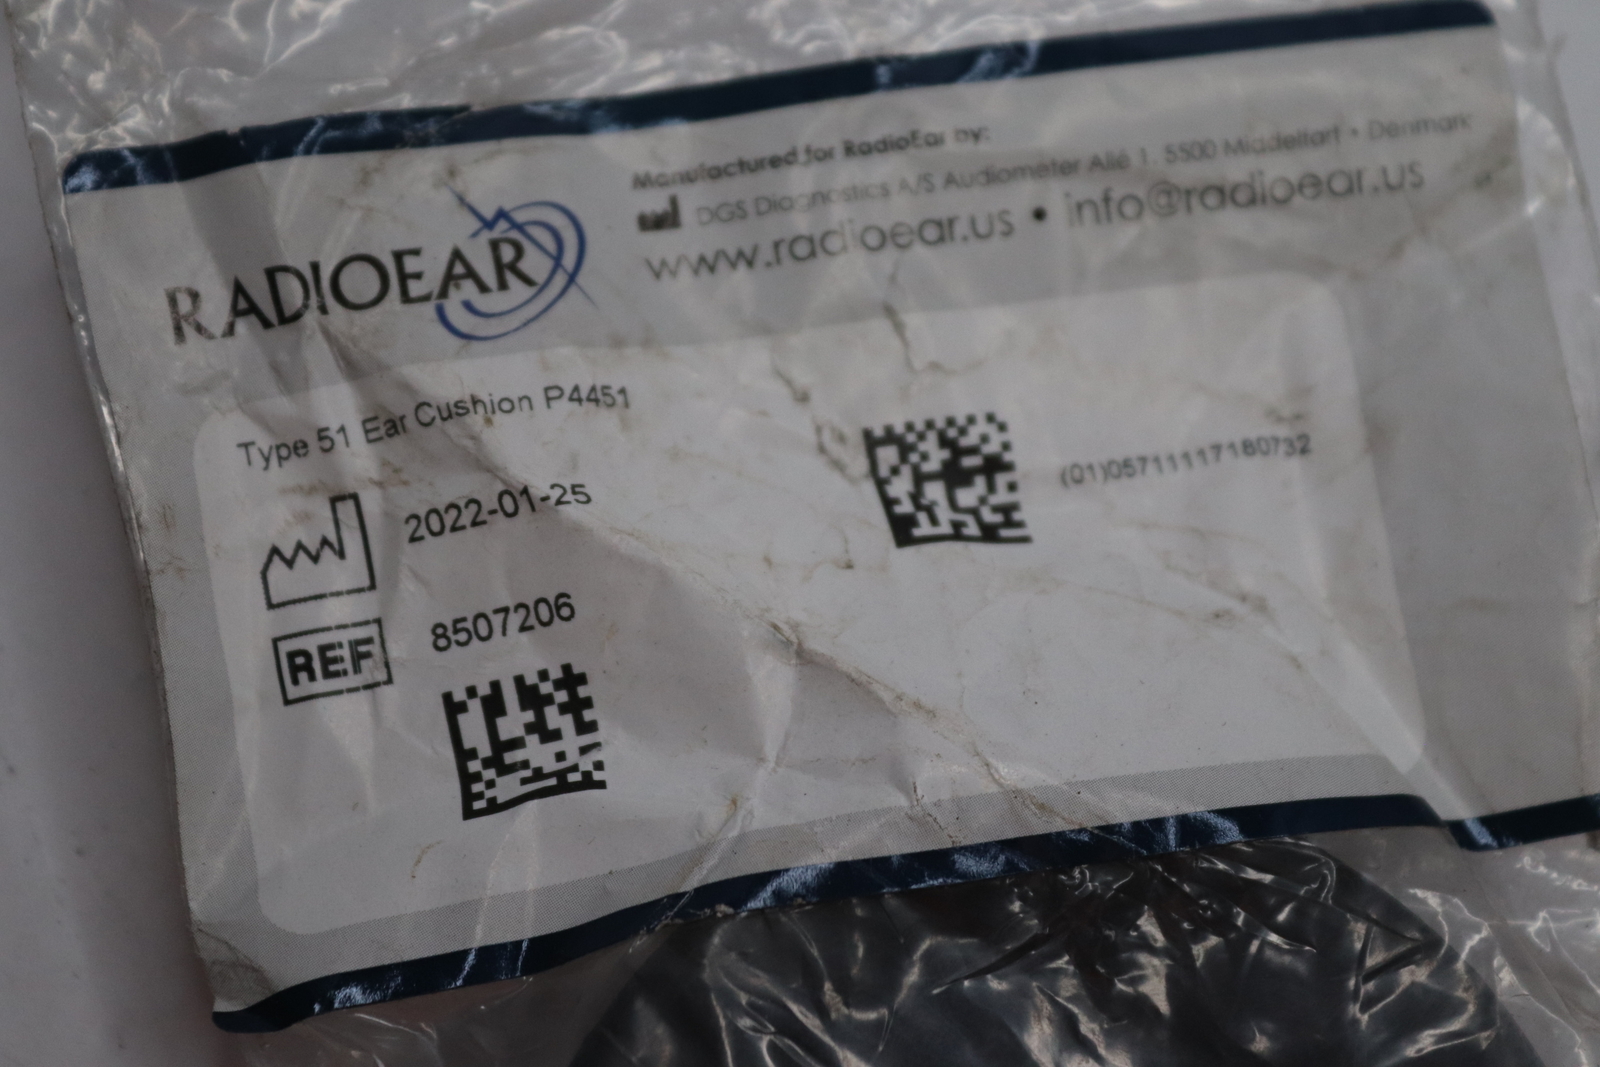 RADIOEAR
Manufactured for RadioEar by:
DGS Diagnostics A/S Audiometer Allé 1, 5500 Middelfart • Denmark
www.radioear.us • info@radioear.us
Type 51 Ear Cushion P4451
2022-01-25
(01)05711117180732
REF 8507206